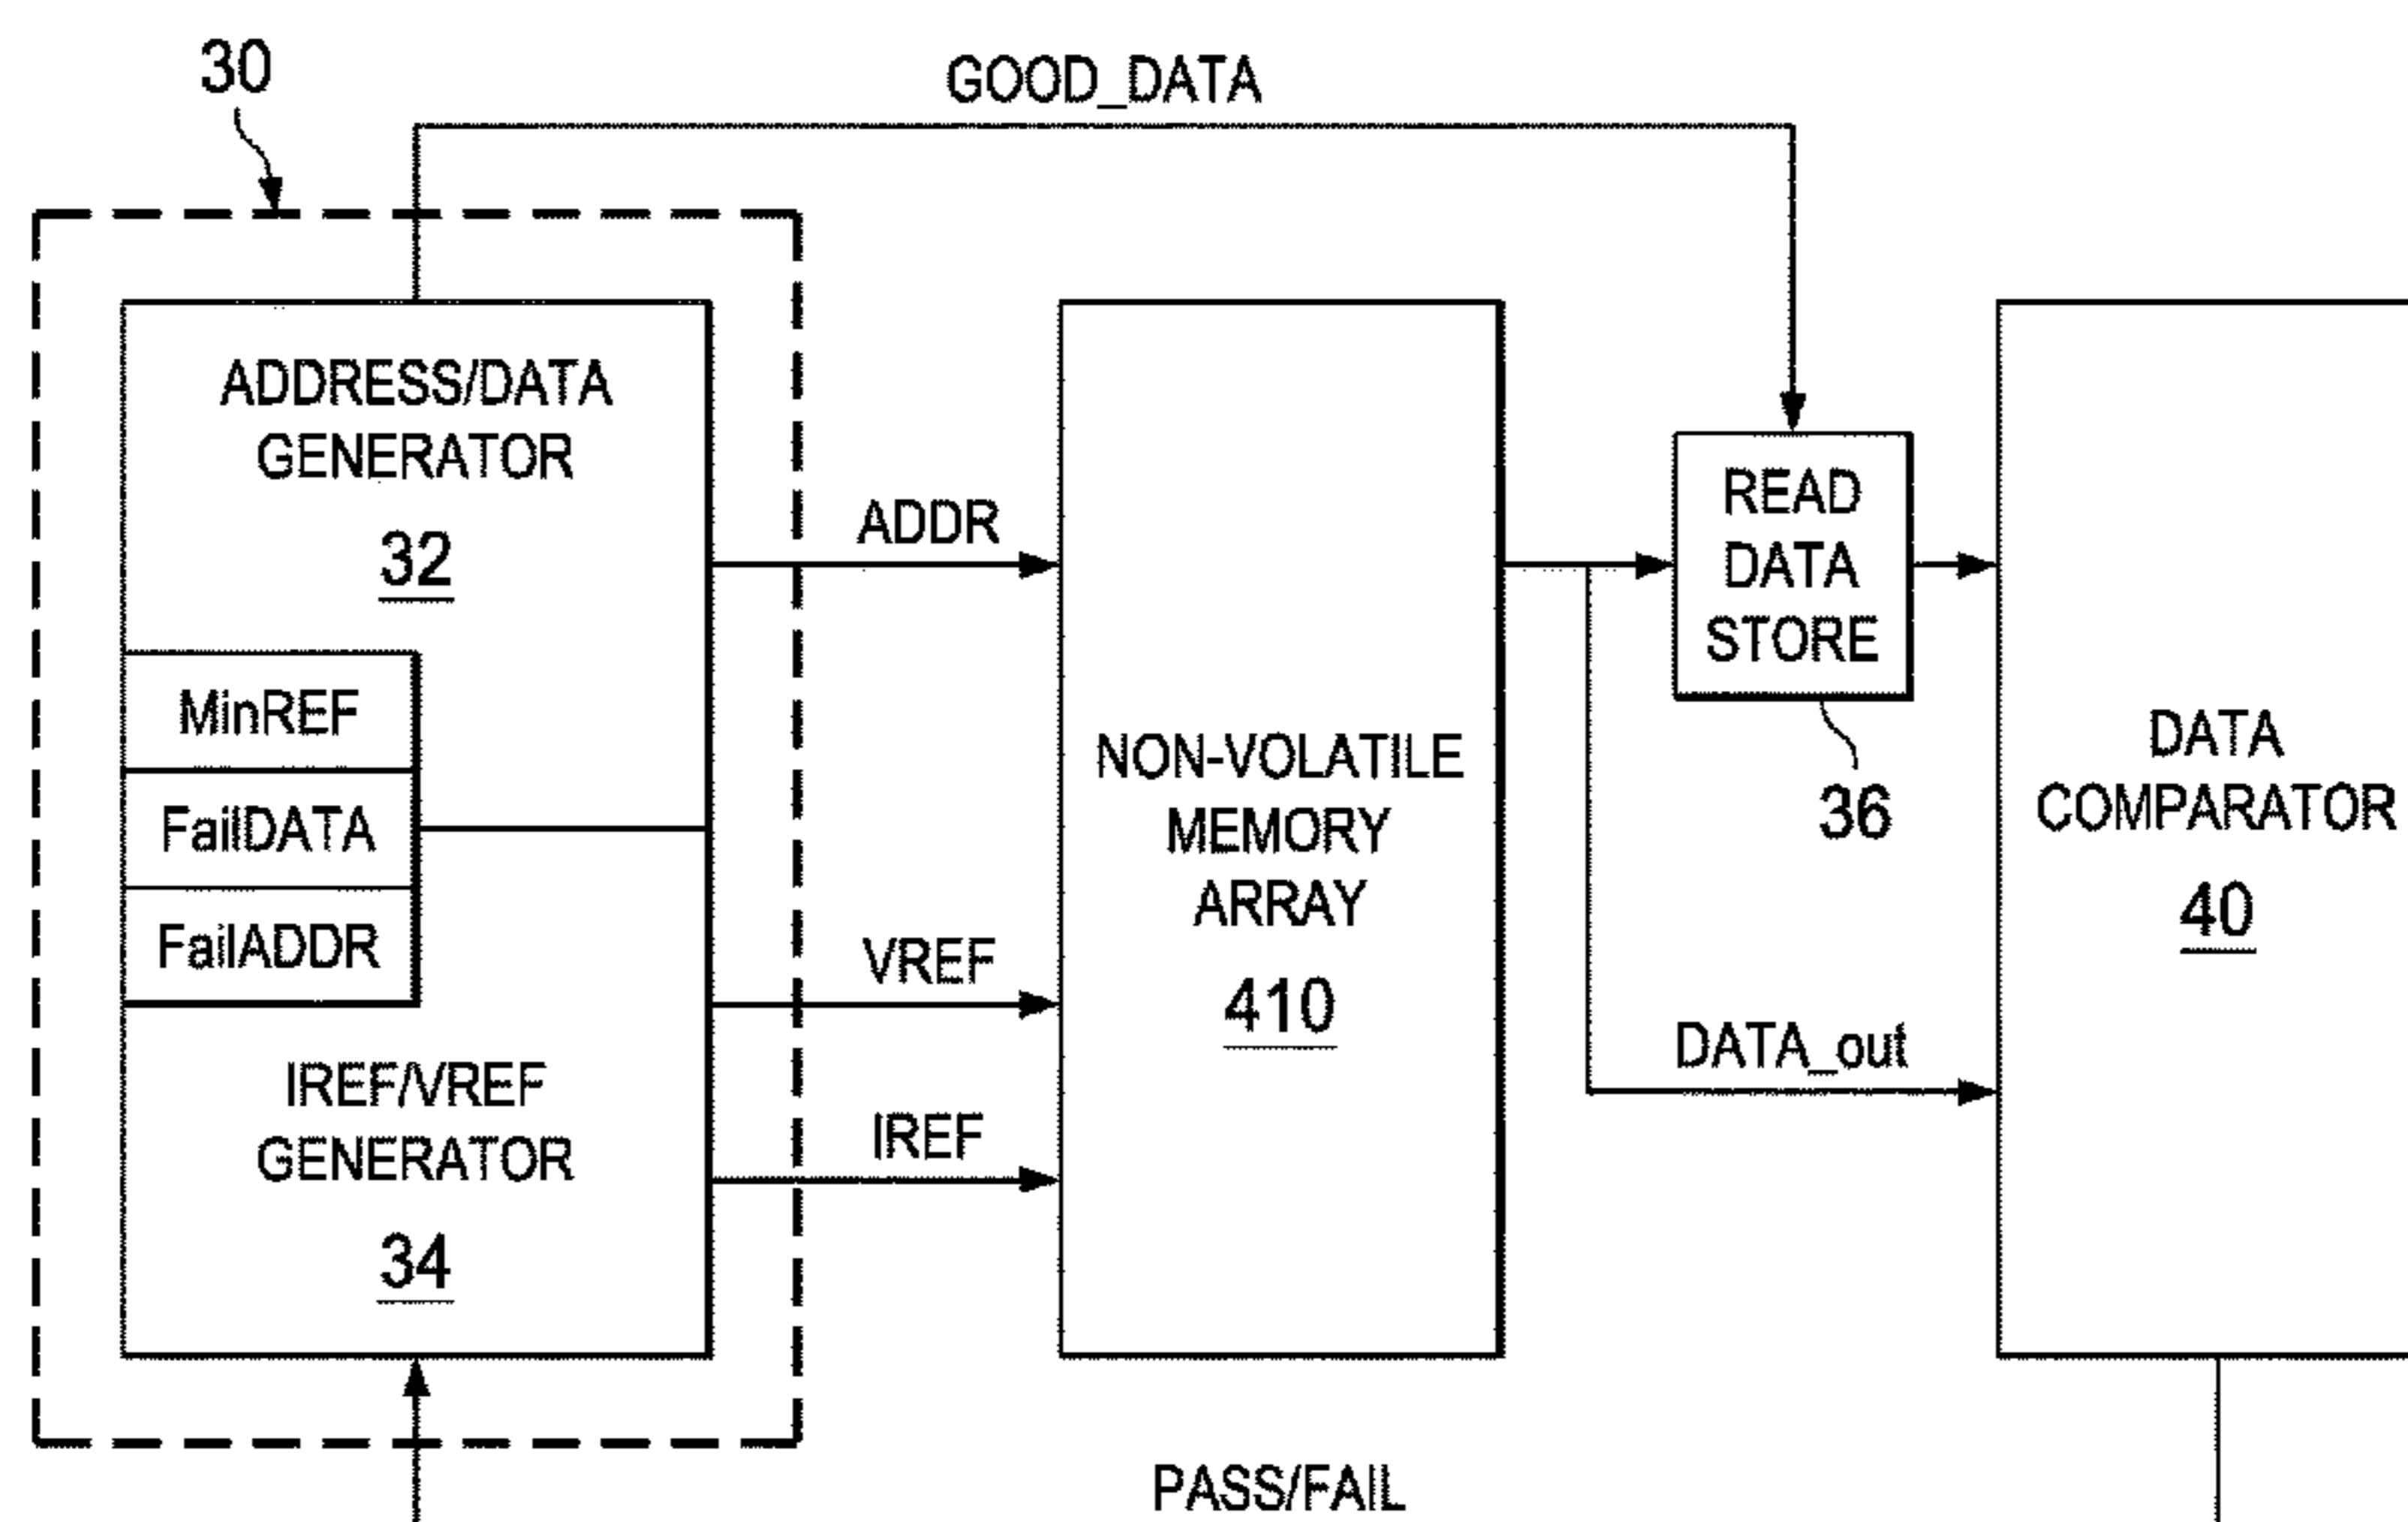 30
GOOD_DATA
ADDRESS/DATA
GENERATOR
32
MinREF
FailDATA
FailADDR
IREF/VREF
GENERATOR
34
ADDR
VREF
IREF
NON-VOLATILE
MEMORY
ARRAY
410
READ
DATA
STORE
36
DATA_out
DATA
COMPARATOR
40
PASS/FAIL